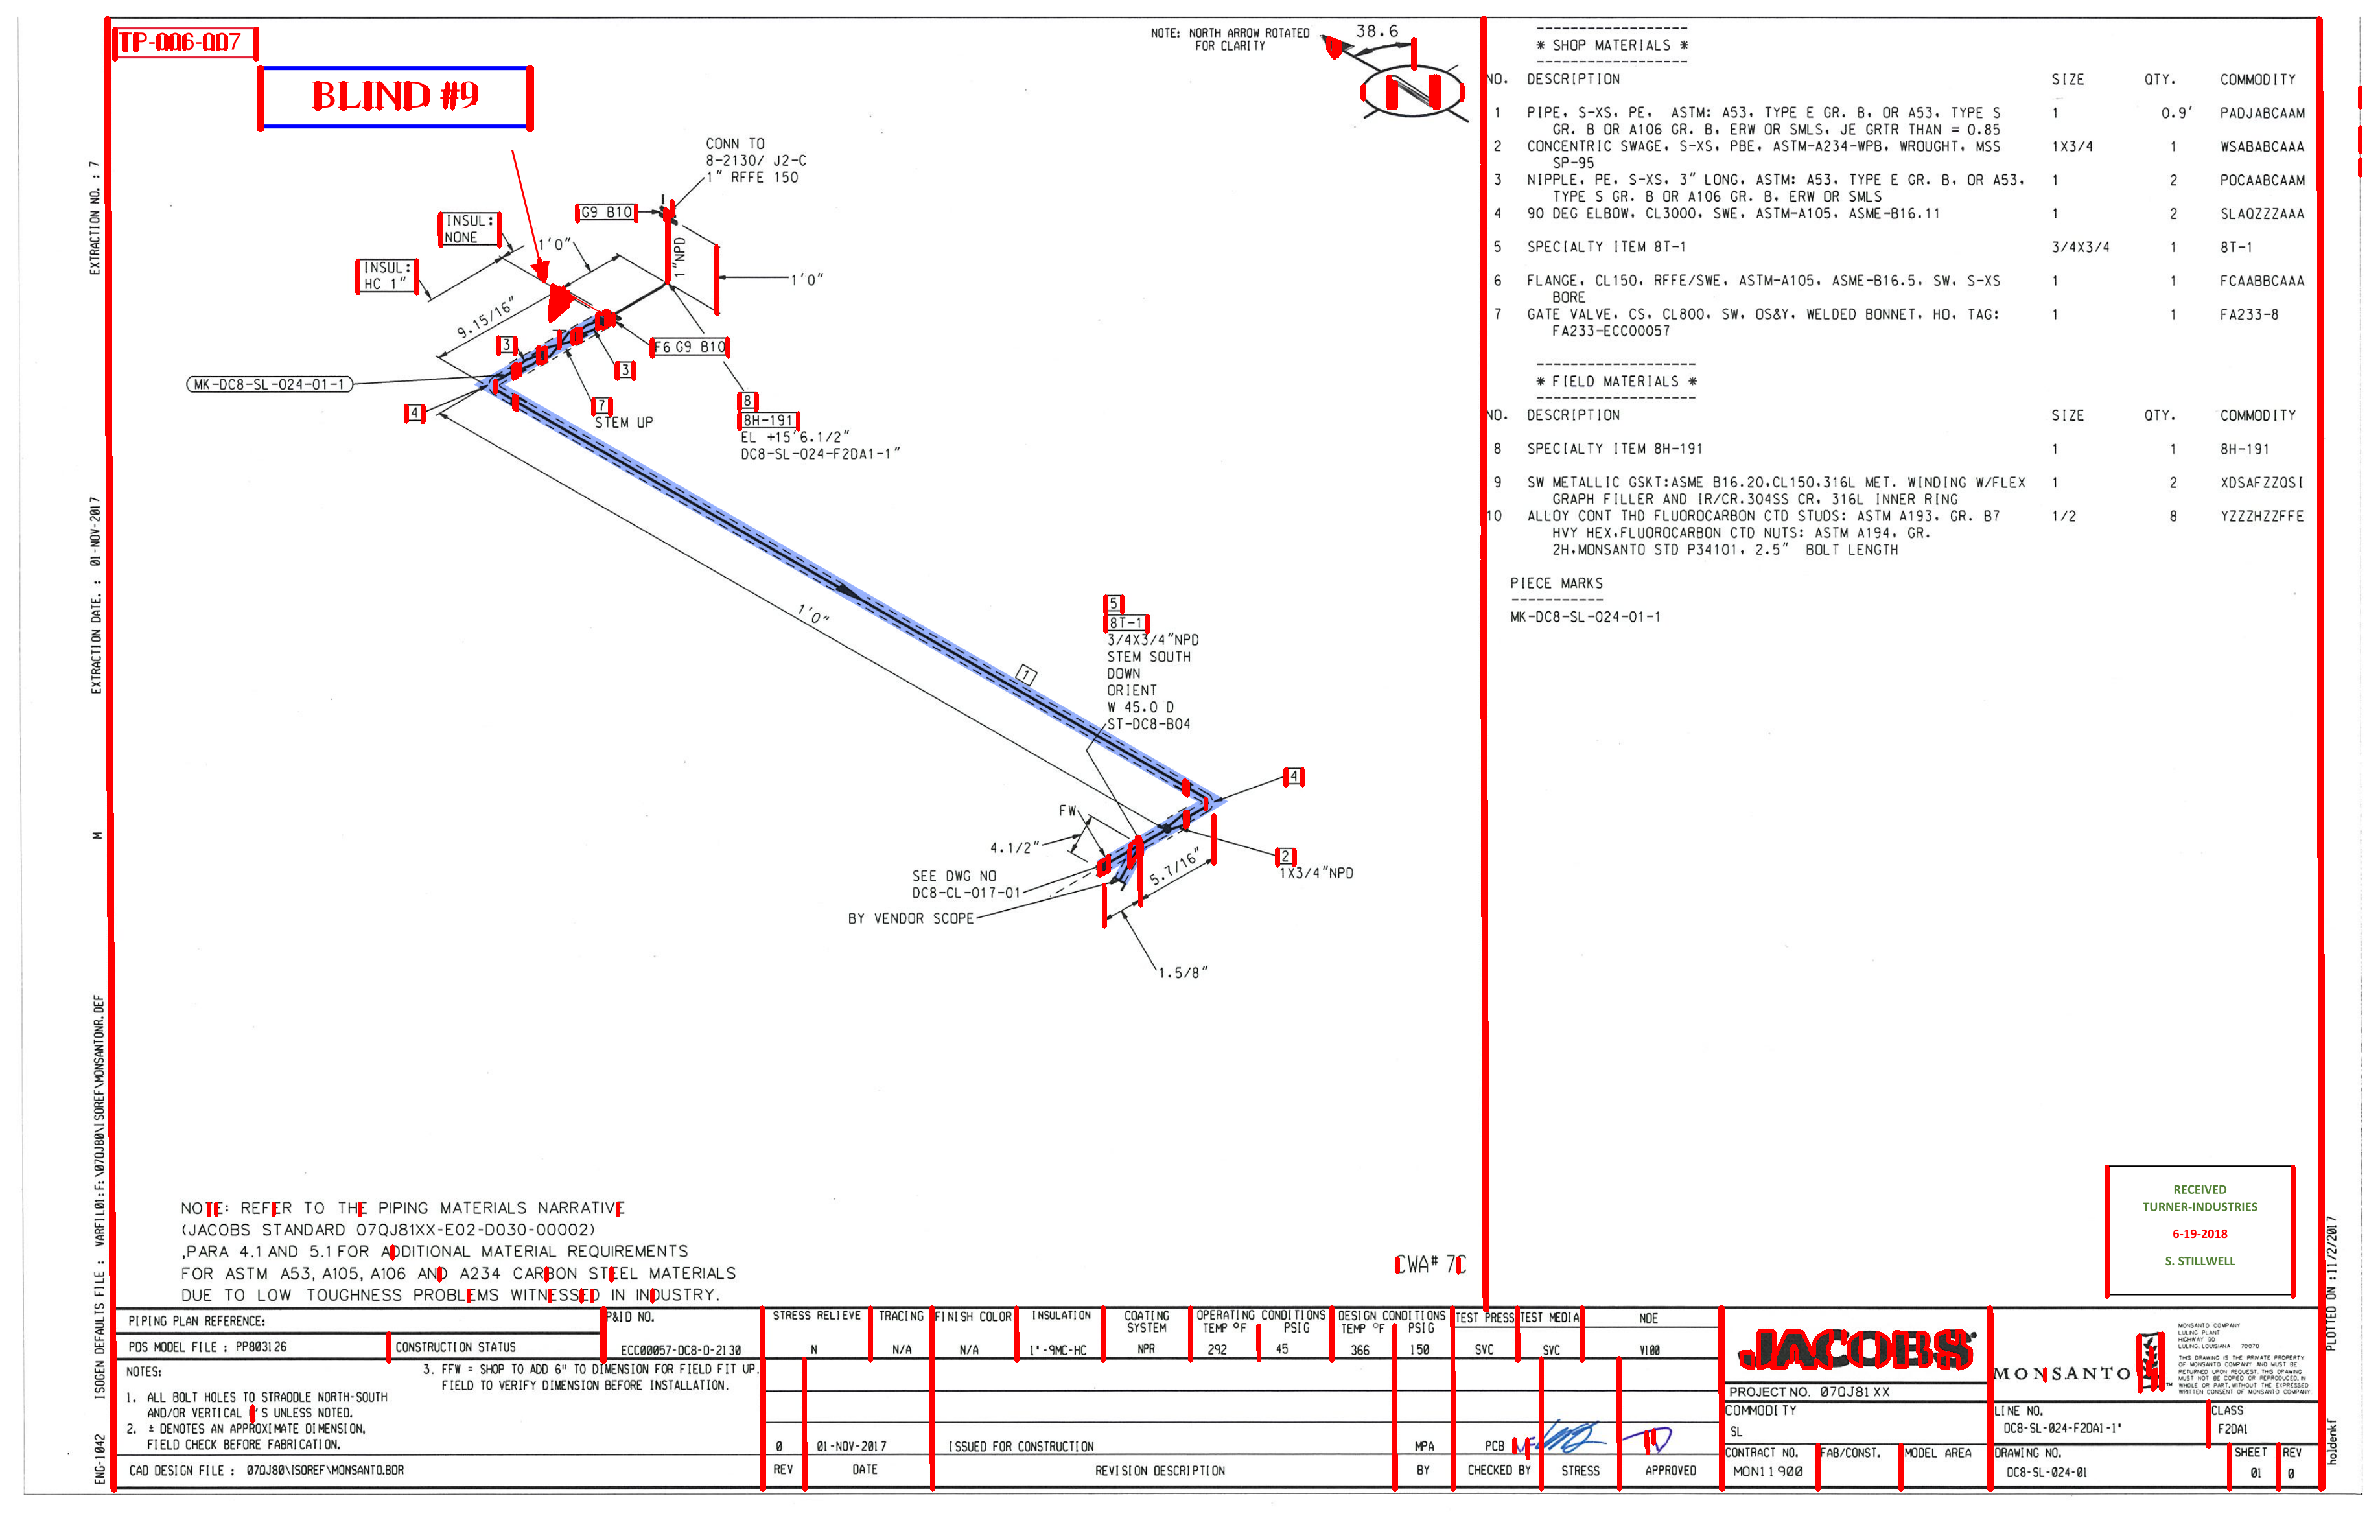 TP-006-007
BLIND #9
NOTE: NORTH ARROW ROTATED
FOR CLARITY
38.6
N
CONN TO
8-2130/ J2-C
1" RFFE 150
G9 B10
INSUL:
NONE
1'0"
1"NPD
INSUL:
HC 1"
1'0"
9.15/16"
3
F6 G9 B10
3
MK-DC8-SL-024-01-1
4
7
STEM UP
8
8H-191
EL +15'6.1/2"
DC8-SL-024-F2DA1-1"
1'0"
5
8T-1
3/4X3/4"NPD
STEM SOUTH
DOWN
ORIENT
W 45.0 D
ST-DC8-B04
1
4
FW
4.1/2"
2
1X3/4"NPD
5.7/16"
SEE DWG NO
DC8-CL-017-01
BY VENDOR SCOPE
1.5/8"
* SHOP MATERIALS *
NO. DESCRIPTION SIZE QTY. COMMODITY
1 PIPE, S-XS, PE, ASTM: A53, TYPE E GR. B, OR A53, TYPE S 1 0.9' PADJABCAAM
GR. B OR A106 GR. B, ERW OR SMLS, JE GRTR THAN = 0.85
2 CONCENTRIC SWAGE, S-XS, PBE, ASTM-A234-WPB, WROUGHT, MSS 1X3/4 1 WSABABCAAA
SP-95
3 NIPPLE, PE, S-XS, 3" LONG, ASTM: A53, TYPE E GR. B, OR A53, 1 2 POCAABCAAM
TYPE S GR. B OR A106 GR. B, ERW OR SMLS
4 90 DEG ELBOW, CL3000, SWE, ASTM-A105, ASME-B16.11 1 2 SLAQZZZAAA
5 SPECIALTY ITEM 8T-1 3/4X3/4 1 8T-1
6 FLANGE, CL150, RFFE/SWE, ASTM-A105, ASME-B16.5, SW, S-XS 1 1 FCAABBCAAA
BORE
7 GATE VALVE, CS, CL800, SW, OS&Y, WELDED BONNET, HO, TAG: 1 1 FA233-8
FA233-ECC00057
* FIELD MATERIALS *
NO. DESCRIPTION SIZE QTY. COMMODITY
8 SPECIALTY ITEM 8H-191 1 1 8H-191
9 SW METALLIC GSKT:ASME B16.20,CL150,316L MET. WINDING W/FLEX 1 2 XDSAFZZQSI
GRAPH FILLER AND IR/CR.304SS CR, 316L INNER RING
10 ALLOY CONT THD FLUOROCARBON CTD STUDS: ASTM A193, GR. B7 1/2 8 YZZZHZZFFE
HVY HEX,FLUOROCARBON CTD NUTS: ASTM A194, GR.
2H,MONSANTO STD P34101, 2.5" BOLT LENGTH
PIECE MARKS
MK-DC8-SL-024-01-1
RECEIVED
TURNER-INDUSTRIES
6-19-2018
S. STILLWELL
NOTE: REFER TO THE PIPING MATERIALS NARRATIVE
(JACOBS STANDARD 07QJ81XX-E02-D030-00002)
,PARA 4.1 AND 5.1 FOR ADDITIONAL MATERIAL REQUIREMENTS
FOR ASTM A53, A105, A106 AND A234 CARBON STEEL MATERIALS
DUE TO LOW TOUGHNESS PROBLEMS WITNESSED IN INDUSTRY.
CWA# 7C
EXTRACTION NO. : 7
EXTRACTION DATE. : 01-NOV-2017
M
ISOGEN DEFAULTS FILE : VARFIL01:F:\07QJ80\ISOREF\MONSANTONR.DEF
ENG-1042
PLOTTED ON :11/2/2017
holdenkf
PIPING PLAN REFERENCE:
PDS MODEL FILE : PP803126
CONSTRUCTION STATUS
P&ID NO.
ECC00057-DC8-D-2130
STRESS RELIEVE
N
TRACING
N/A
FINISH COLOR
N/A
INSULATION
1"-9MC-HC
COATING
SYSTEM
NPR
OPERATING CONDITIONS
TEMP °F PSIG
292 45
DESIGN CONDITIONS
TEMP °F PSIG
366 150
TEST PRESS
SVC
TEST MEDIA
SVC
NDE
V100
NOTES:
1. ALL BOLT HOLES TO STRADDLE NORTH-SOUTH
AND/OR VERTICAL 'S UNLESS NOTED.
2. ± DENOTES AN APPROXIMATE DIMENSION,
FIELD CHECK BEFORE FABRICATION.
3. FFW = SHOP TO ADD 6" TO DIMENSION FOR FIELD FIT UP.
FIELD TO VERIFY DIMENSION BEFORE INSTALLATION.
CAD DESIGN FILE : 07QJ80\ISOREF\MONSANTO.BDR
0 01-NOV-2017 ISSUED FOR CONSTRUCTION MPA PCB TD
REV DATE REVISION DESCRIPTION BY CHECKED BY STRESS APPROVED
JACOBS
PROJECT NO. 07QJ81XX
COMMODITY
SL
CONTRACT NO.
MON11900
FAB/CONST.
MODEL AREA
MONSANTO
MONSANTO COMPANY
LULING PLANT
HIGHWAY 90
LULING, LOUISIANA 70070
THIS DRAWING IS THE PRIVATE PROPERTY
OF MONSANTO COMPANY AND MUST BE
RETURNED UPON REQUEST. THIS DRAWING
MUST NOT BE COPIED OR REPRODUCED, IN
WHOLE OR PART, WITHOUT THE EXPRESSED
WRITTEN CONSENT OF MONSANTO COMPANY
LINE NO.
DC8-SL-024-F2DA1-1"
CLASS
F2DA1
DRAWING NO.
DC8-SL-024-01
SHEET
01
REV
0